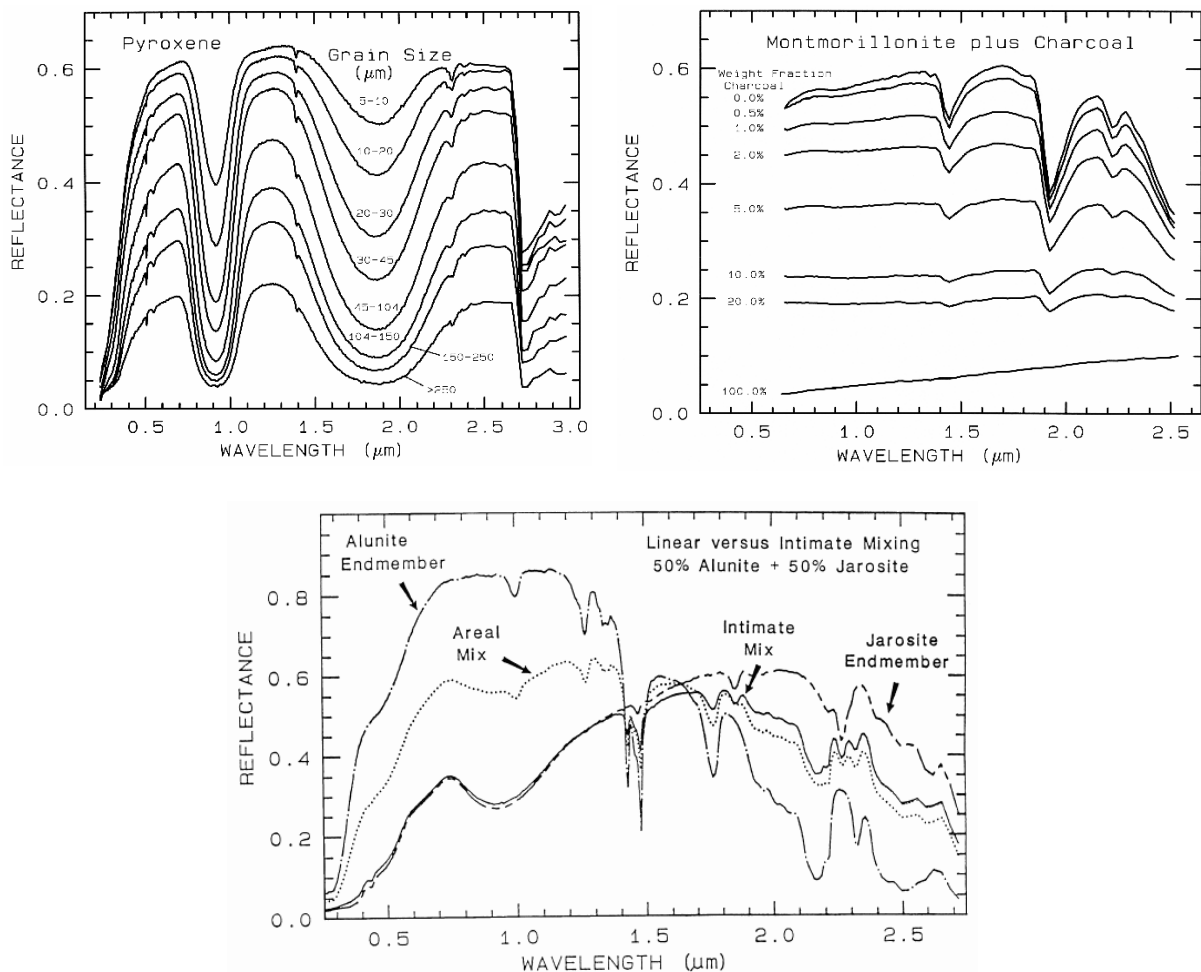 Pyroxene
Grain Size
(μm)
5-10
10-20
20-30
30-45
45-104
104-150
150-250
>250
REFLECTANCE
0.6
0.4
0.2
0.0
0.5
1.0
1.5
2.0
2.5
3.0
WAVELENGTH (μm)
Montmorillonite plus Charcoal
Weight Fraction
Charcoal
0.0%
0.5%
1.0%
2.0%
5.0%
10.0%
20.0%
100.0%
REFLECTANCE
0.6
0.4
0.2
0.0
0.5
1.0
1.5
2.0
2.5
WAVELENGTH (μm)
Alunite
Endmember
Linear versus Intimate Mixing
50% Alunite + 50% Jarosite
Areal
Mix
Intimate
Mix
Jarosite
Endmember
REFLECTANCE
0.8
0.6
0.4
0.2
0.0
0.5
1.0
1.5
2.0
2.5
WAVELENGTH (μm)